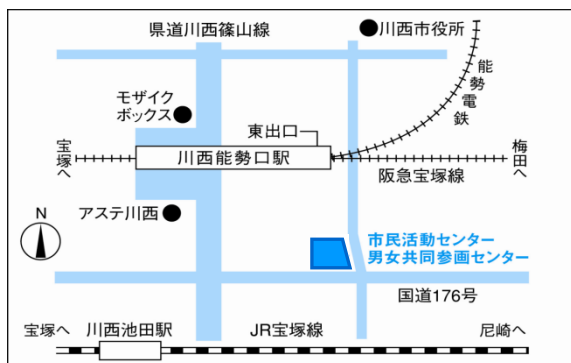 県道川西篠山線
川西市役所
能勢電鉄
モザイク
ボックス
東出口
宝塚へ
川西能勢口駅
梅田へ
阪急宝塚線
アステ川西
N
市民活動センター
男女共同参画センター
国道176号
宝塚へ
川西池田駅
JR宝塚線
尼崎へ